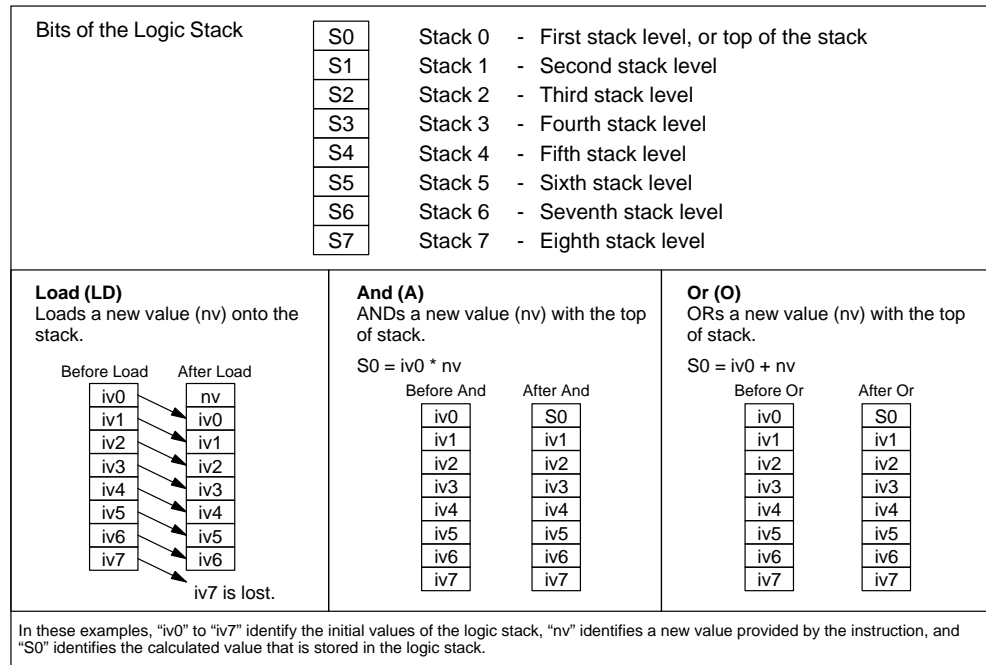 Bits of the Logic Stack
S0 Stack 0 - First stack level, or top of the stack
S1 Stack 1 - Second stack level
S2 Stack 2 - Third stack level
S3 Stack 3 - Fourth stack level
S4 Stack 4 - Fifth stack level
S5 Stack 5 - Sixth stack level
S6 Stack 6 - Seventh stack level
S7 Stack 7 - Eighth stack level
Load (LD)
Loads a new value (nv) onto the
stack.
Before Load After Load
iv0 nv
iv1 iv0
iv2 iv1
iv3 iv2
iv4 iv3
iv5 iv4
iv6 iv5
iv7 iv6
iv7 is lost.
And (A)
ANDs a new value (nv) with the top
of stack.
S0 = iv0 * nv
Before And After And
iv0 S0
iv1 iv1
iv2 iv2
iv3 iv3
iv4 iv4
iv5 iv5
iv6 iv6
iv7 iv7
Or (O)
ORs a new value (nv) with the top
of stack.
S0 = iv0 + nv
Before Or After Or
iv0 S0
iv1 iv1
iv2 iv2
iv3 iv3
iv4 iv4
iv5 iv5
iv6 iv6
iv7 iv7
In these examples, “iv0” to “iv7” identify the initial values of the logic stack, “nv” identifies a new value provided by the instruction, and
“S0” identifies the calculated value that is stored in the logic stack.